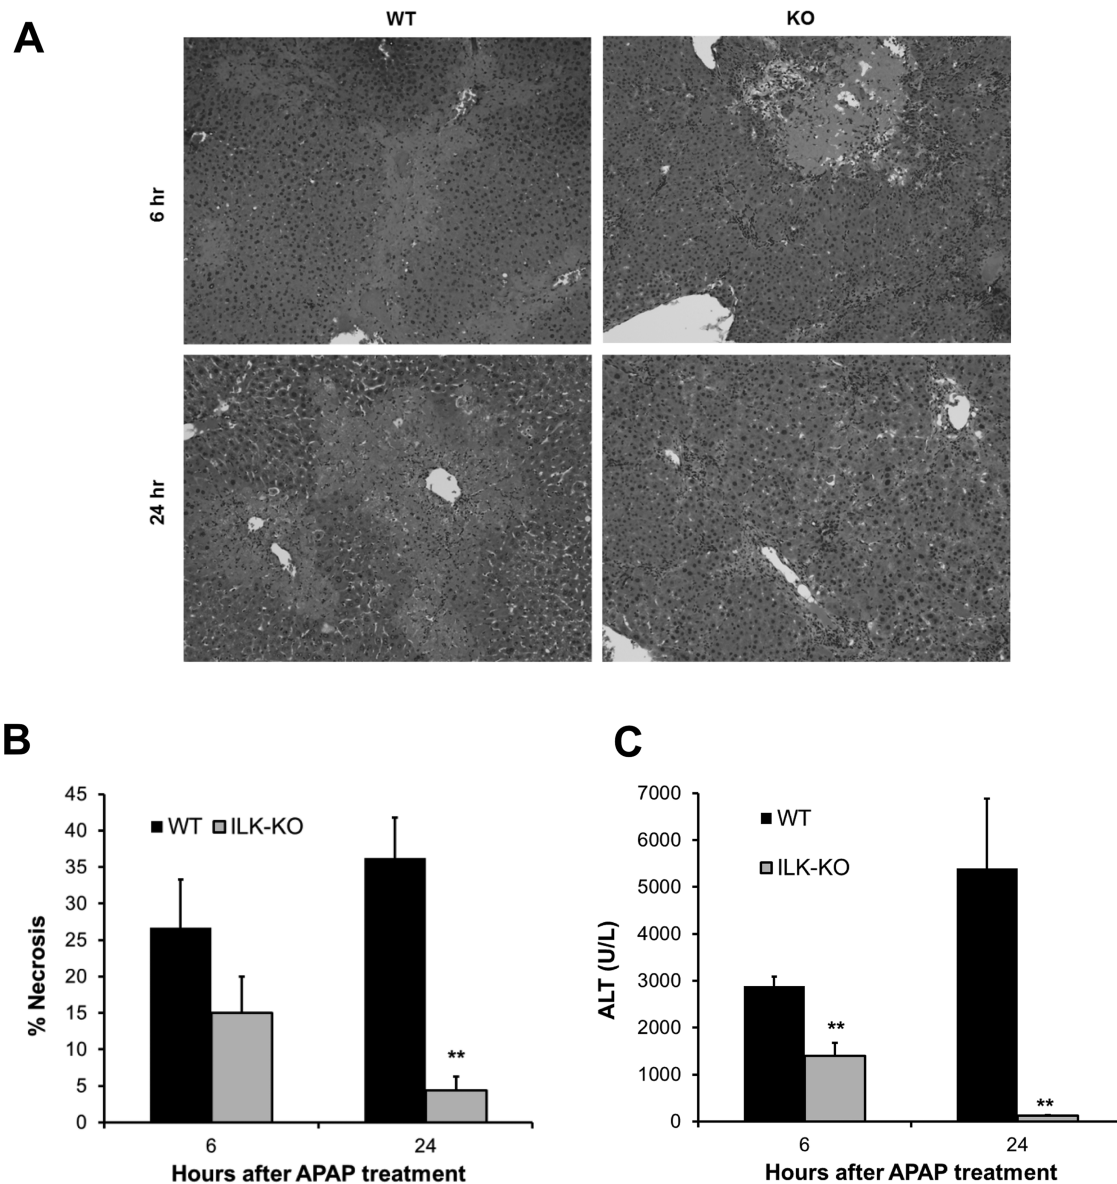 A
WT
KO
6 hr
24 hr
B
45
40
35
30
25
20
15
10
5
0
% Necrosis
WT ILK-KO
**
6
24
Hours after APAP treatment
C
7000
6000
5000
4000
3000
2000
1000
0
ALT (U/L)
WT
ILK-KO
**
**
6
24
Hours after APAP treatment